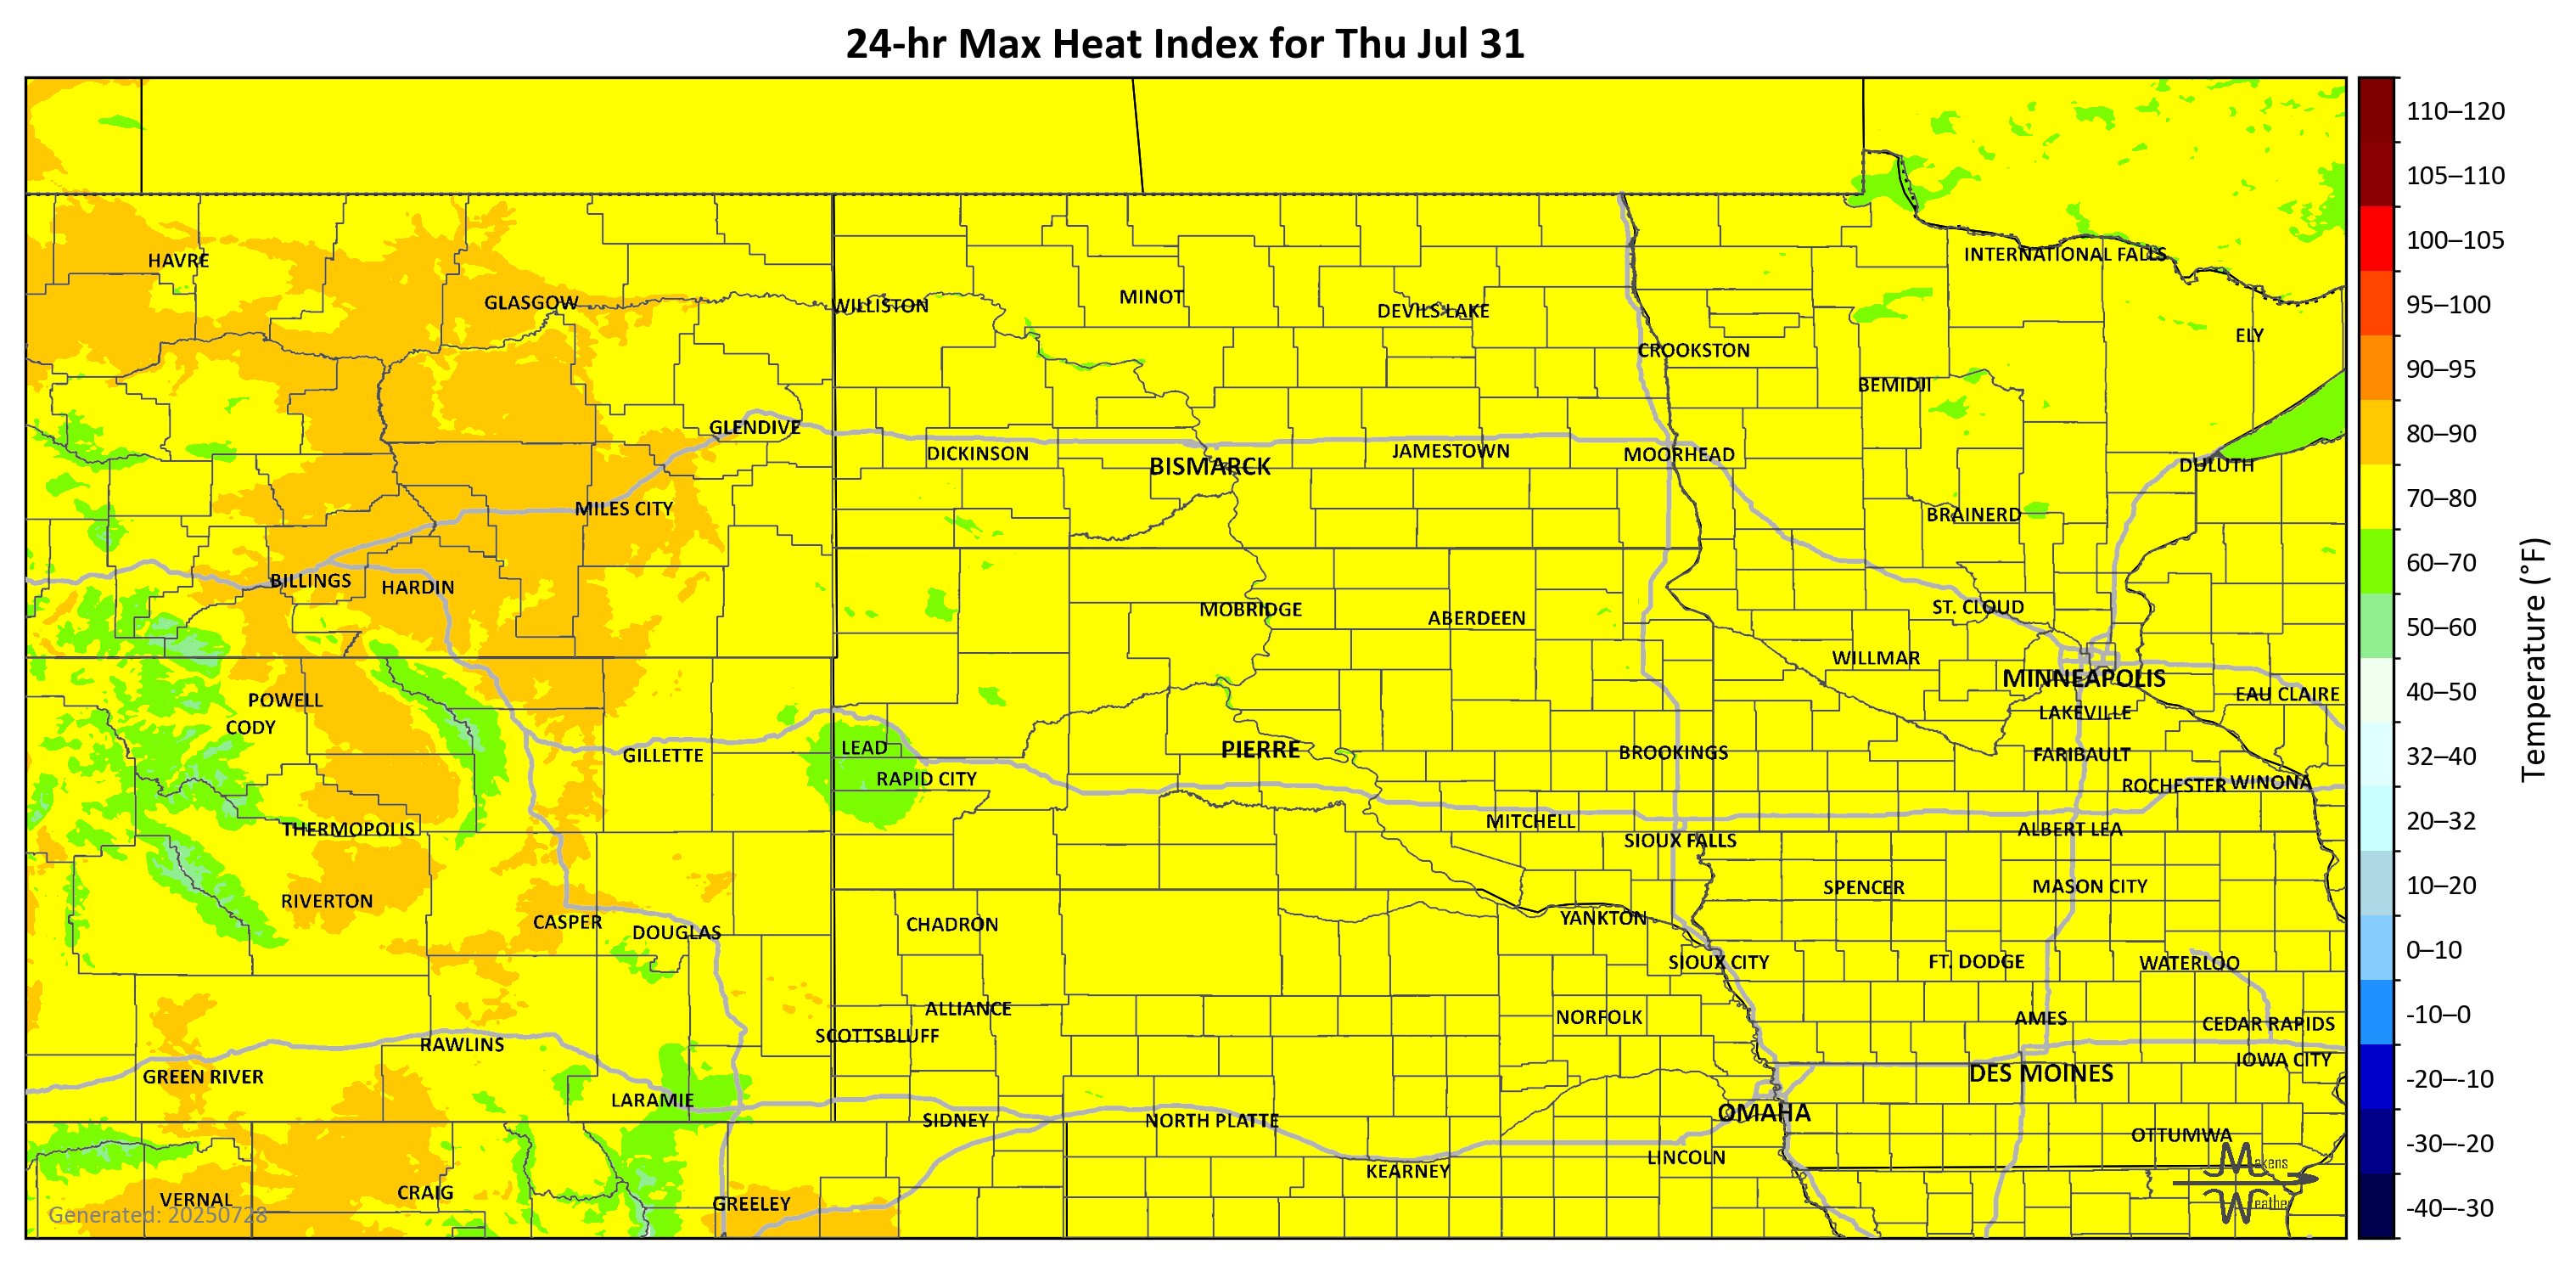 24-hr Max Heat Index for Thu Jul 31
HAVRE
GLASGOW
WILLISTON
MINOT
DEVILS LAKE
INTERNATIONAL FALLS
ELY
CROOKSTON
BEMIDJI
GLENDIVE
DICKINSON
BISMARCK
JAMESTOWN
MOORHEAD
DULUTH
MILES CITY
BRAINERD
BILLINGS
HARDIN
MOBRIDGE
ABERDEEN
ST. CLOUD
WILLMAR
MINNEAPOLIS
EAU CLAIRE
POWELL
CODY
LAKEVILLE
GILLETTE
LEAD
RAPID CITY
PIERRE
BROOKINGS
FARIBAULT
ROCHESTER
WINONA
THERMOPOLIS
MITCHELL
SIOUX FALLS
ALBERT LEA
RIVERTON
CASPER
DOUGLAS
CHADRON
YANKTON
SPENCER
MASON CITY
SIOUX CITY
FT. DODGE
WATERLOO
ALLIANCE
SCOTTSBLUFF
NORFOLK
AMES
CEDAR RAPIDS
IOWA CITY
RAWLINS
GREEN RIVER
DES MOINES
LARAMIE
SIDNEY
NORTH PLATTE
OMAHA
OTTUMWA
LINCOLN
KEARNEY
VERNAL
CRAIG
GREELEY
Generated: 20250728
Makens
Weather
110–120
105–110
100–105
95–100
90–95
80–90
70–80
60–70
50–60
40–50
32–40
20–32
10–20
0–10
-10–0
-20–-10
-30–-20
-40–-30
Temperature (°F)